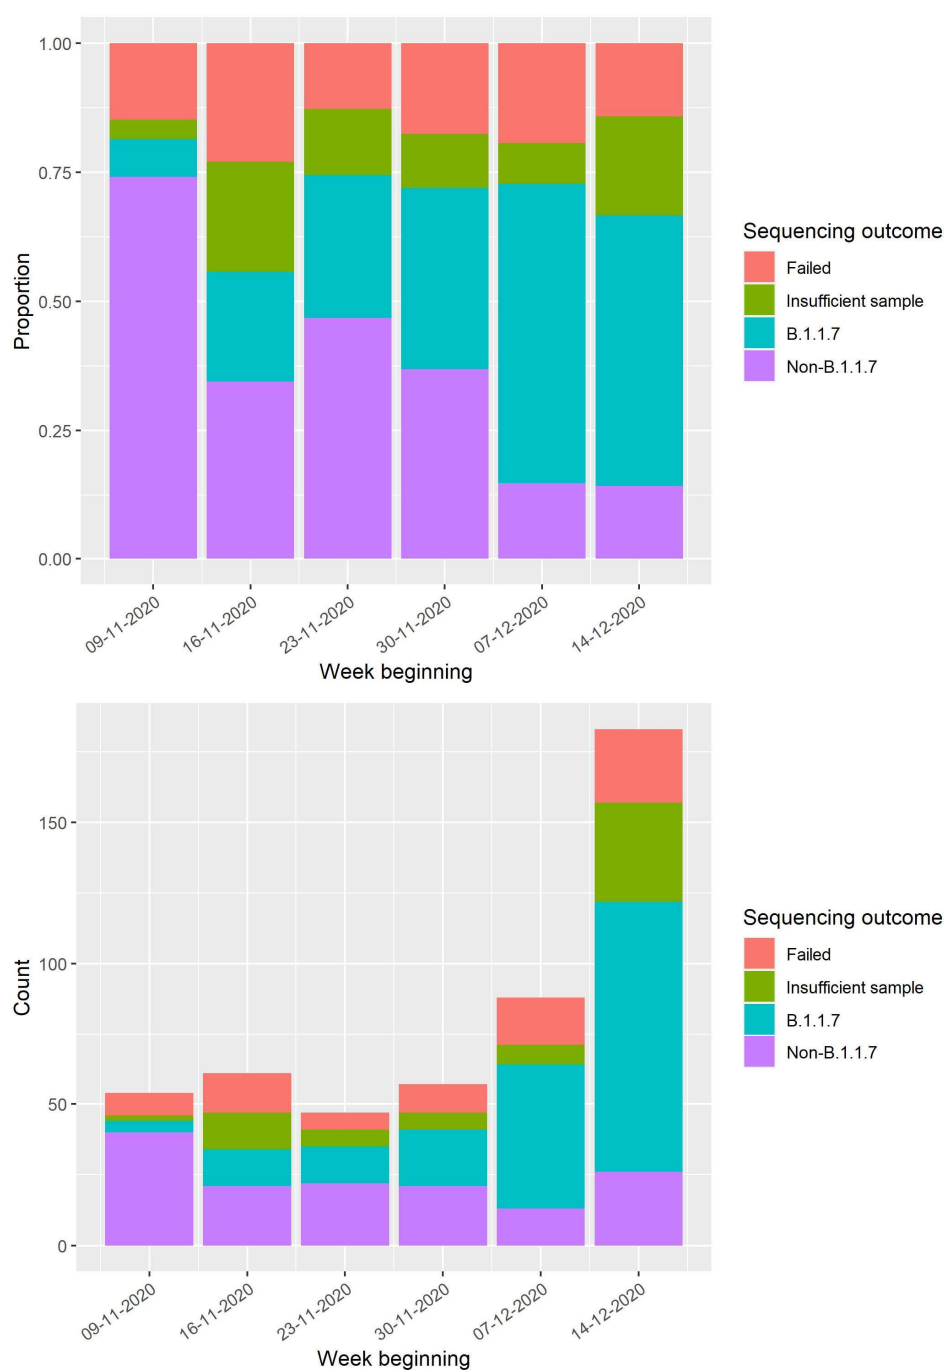 1.00
0.75
0.50
0.25
0.00
Proportion
09-11-2020
16-11-2020
23-11-2020
30-11-2020
07-12-2020
14-12-2020
Week beginning
Sequencing outcome
Failed
Insufficient sample
B.1.1.7
Non-B.1.1.7
150
100
50
0
Count
09-11-2020
16-11-2020
23-11-2020
30-11-2020
07-12-2020
14-12-2020
Week beginning
Sequencing outcome
Failed
Insufficient sample
B.1.1.7
Non-B.1.1.7